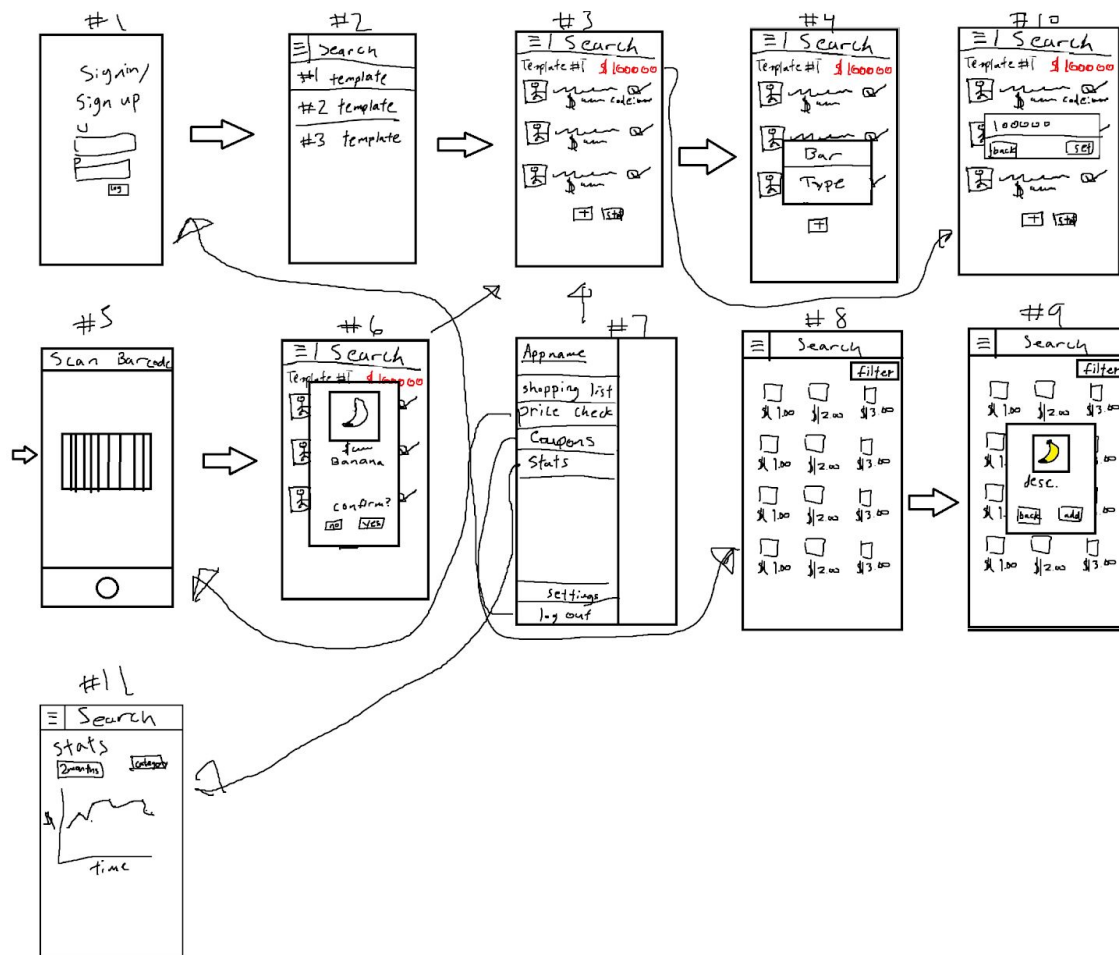 #1
Signin/
Sign up
U
P
Log
#2
Search
#1 template
#2 template
#3 template
#3
Search
Template #1 $100000
$
$
$
+
#4
Search
Template #1 $100000
$
Bar
Type
+
#10
Search
Template #1 $100000
$
100000
back set
$
+
#5
Scan Barcode
#6
Search
Template #1 $100000
$
Banana
confirm?
no yes
#7
Appname
shopping list
price check
Coupons
Stats
settings
log out
#8
Search
filter
$1.00 $2.00 $3.00
$1.00 $2.00 $3.00
$1.00 $2.00 $3.00
$1.00 $2.00 $3.00
#9
Search
filter
$1.00 $2.00 $3.00
$1.
desc.
$1.
back add
$1.00 $2.00 $3.00
#11
Search
Stats
2months category
$
time